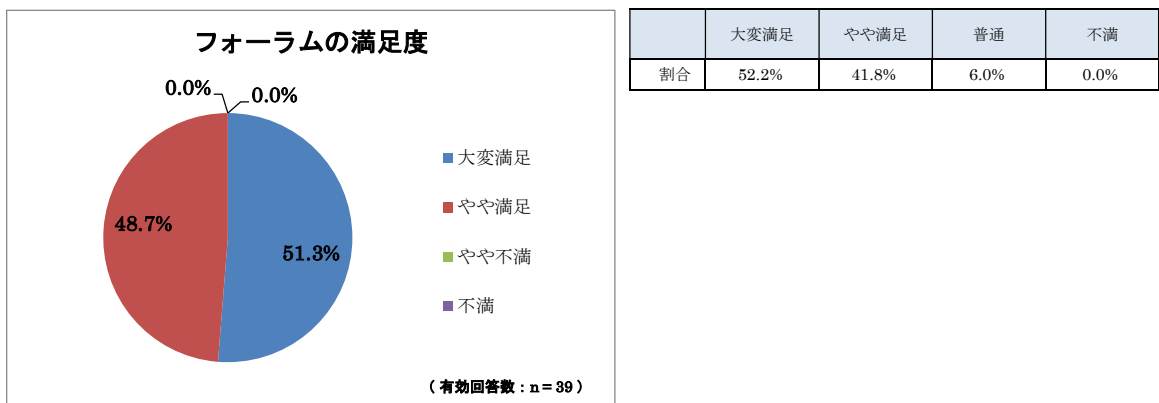 フォーラムの満足度
0.0%
0.0%
48.7%
51.3%
大変満足
やや満足
やや不満
不満
( 有効回答数:n=39 )
大変満足 やや満足 普通 不満
割合 52.2% 41.8% 6.0% 0.0%